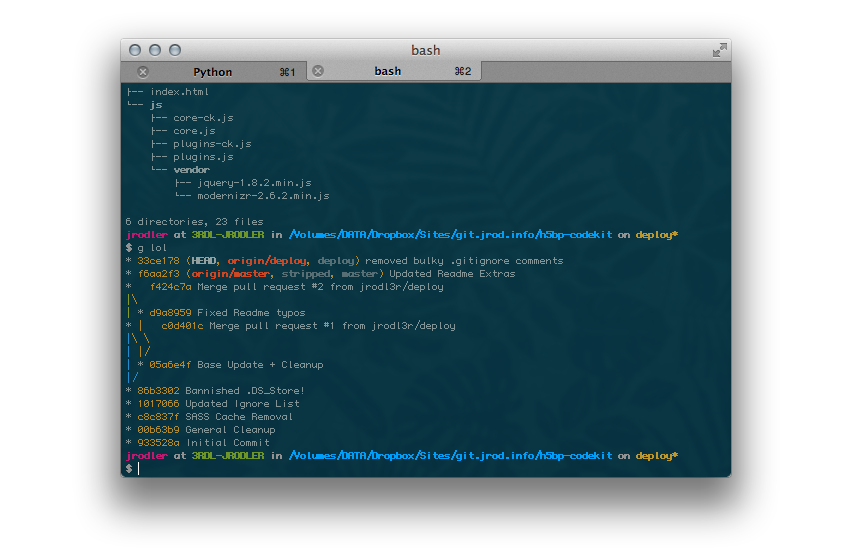 bash
Python ⌘1 bash ⌘2
├── index.html
└── js
    ├── core-ck.js
    ├── core.js
    ├── plugins-ck.js
    ├── plugins.js
    └── vendor
        ├── jquery-1.8.2.min.js
        └── modernizr-2.6.2.min.js
6 directories, 23 files
jrodler at 3RDL-JRODLER in /Volumes/DATA/Dropbox/Sites/git.jrod.info/h5bp-codekit on deploy*
$ g lol
* 33ce178 (HEAD, origin/deploy, deploy) removed bulky .gitignore comments
* f6aa2f3 (origin/master, stripped, master) Updated Readme Extras
*   f424c7a Merge pull request #2 from jrodl3r/deploy
|\
| * d9a8959 Fixed Readme typos
* |   c0d401c Merge pull request #1 from jrodl3r/deploy
|\ \
| |/
| * 05a6e4f Base Update + Cleanup
|/
* 86b3302 Bannished .DS_Store!
* 1017066 Updated Ignore List
* c8c837f SASS Cache Removal
* 00b63b9 General Cleanup
* 933528a Initial Commit
jrodler at 3RDL-JRODLER in /Volumes/DATA/Dropbox/Sites/git.jrod.info/h5bp-codekit on deploy*
$